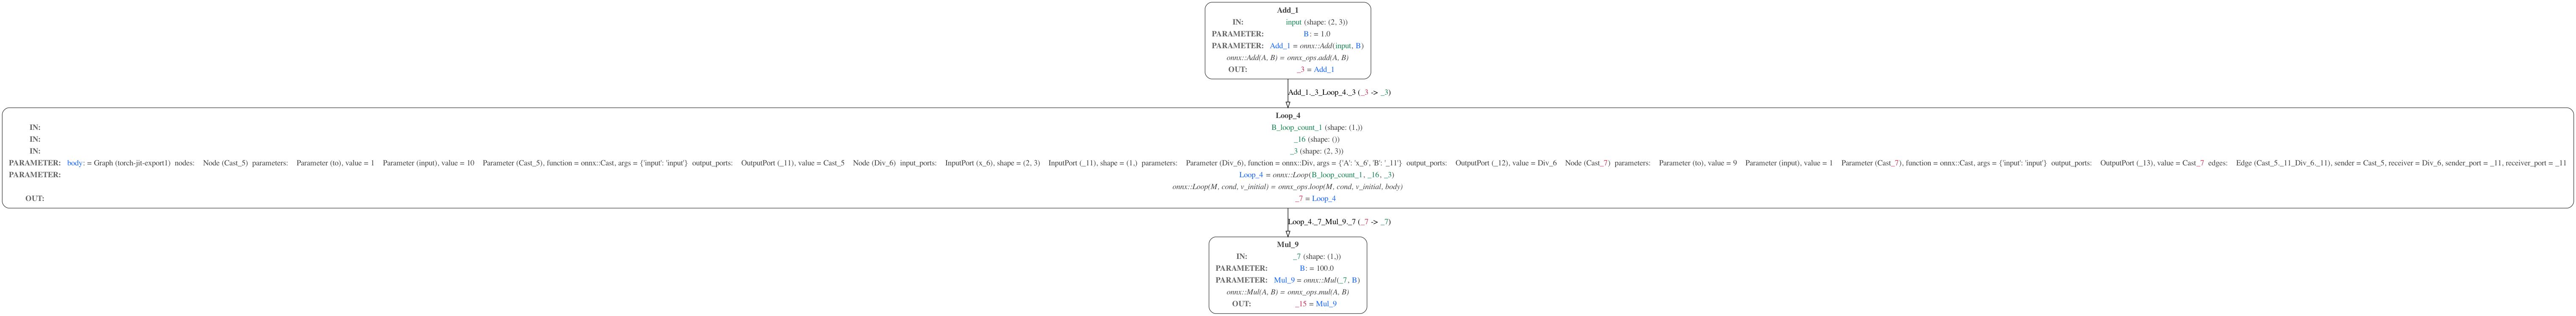 Add_1
IN: input (shape: (2, 3))
PARAMETER: B: = 1.0
PARAMETER: Add_1 = onnx::Add(input, B)
onnx::Add(A, B) = onnx_ops.add(A, B)
OUT: _3 = Add_1
Add_1._3_Loop_4._3 (_3 -> _3)
Loop_4
IN: B_loop_count_1 (shape: (1,))
IN: _16 (shape: ())
IN: _3 (shape: (2, 3))
PARAMETER: body: = Graph (torch-jit-export1) nodes: Node (Cast_5) parameters: Parameter (to), value = 1 Parameter (input), value = 10 Parameter (Cast_5), function = onnx::Cast, args = {'input': 'input'} output_ports: OutputPort (_11), value = Cast_5 Node (Div_6) input_ports: InputPort (x_6), shape = (2, 3) InputPort (_11), shape = (1,) parameters: Parameter (Div_6), function = onnx::Div, args = {'A': 'x_6', 'B': '_11'} output_ports: OutputPort (_12), value = Div_6 Node (Cast_7) parameters: Parameter (to), value = 9 Parameter (input), value = 1 Parameter (Cast_7), function = onnx::Cast, args = {'input': 'input'} output_ports: OutputPort (_13), value = Cast_7 edges: Edge (Cast_5._11_Div_6._11), sender = Cast_5, receiver = Div_6, sender_port = _11, receiver_port = _11
PARAMETER: Loop_4 = onnx::Loop(B_loop_count_1, _16, _3)
onnx::Loop(M, cond, v_initial) = onnx_ops.loop(M, cond, v_initial, body)
OUT: _7 = Loop_4
Loop_4._7_Mul_9._7 (_7 -> _7)
Mul_9
IN: _7 (shape: (1,))
PARAMETER: B: = 100.0
PARAMETER: Mul_9 = onnx::Mul(_7, B)
onnx::Mul(A, B) = onnx_ops.mul(A, B)
OUT: _15 = Mul_9